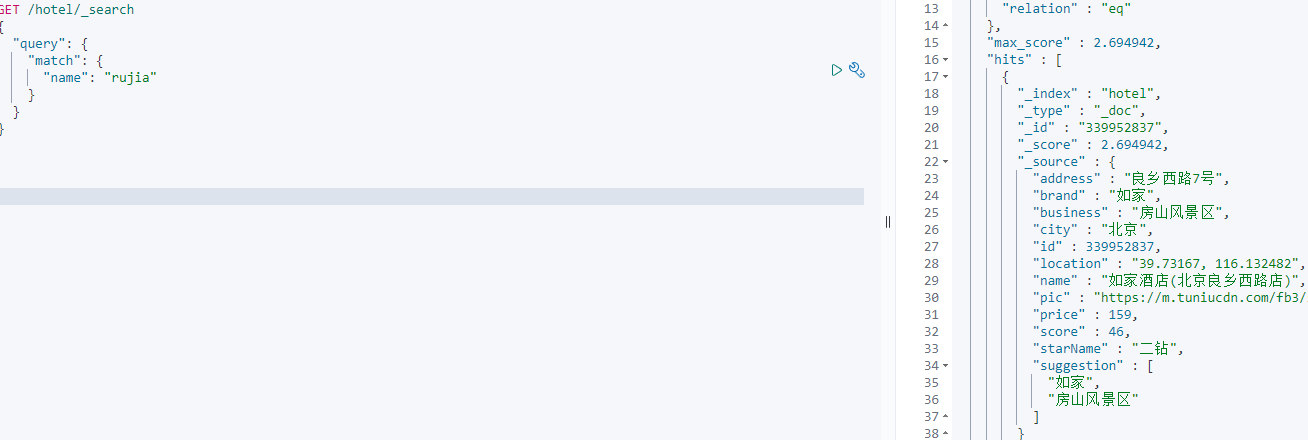 GET /hotel/_search
{
"query": {
"match": {
"name": "rujia"
}
}
}
13 "relation" : "eq"
14 },
15 "max_score" : 2.694942,
16 "hits" : [
17 {
18 "_index" : "hotel",
19 "_type" : "_doc",
20 "_id" : "339952837",
21 "_score" : 2.694942,
22 "_source" : {
23 "address" : "良乡西路7号",
24 "brand" : "如家",
25 "business" : "房山风景区",
26 "city" : "北京",
27 "id" : 339952837,
28 "location" : "39.73167, 116.132482",
29 "name" : "如家酒店(北京良乡西路店)",
30 "pic" : "https://m.tuniucdn.com/fb3/
31 "price" : 159,
32 "score" : 46,
33 "starName" : "二钻",
34 "suggestion" : [
35 "如家",
36 "房山风景区"
37 ]
38 }